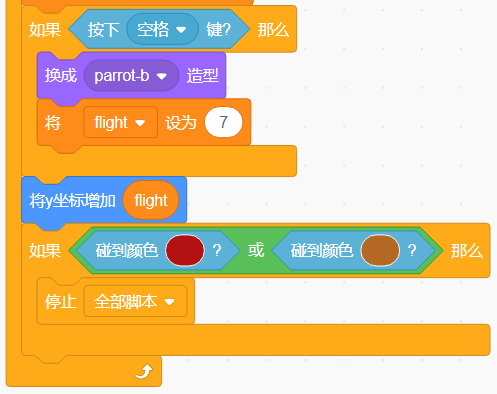 如果 按下 空格 键? 那么
换成 parrot-b 造型
将 flight 设为 7
将y坐标增加 flight
如果 碰到颜色 ? 或 碰到颜色 ? 那么
停止 全部脚本